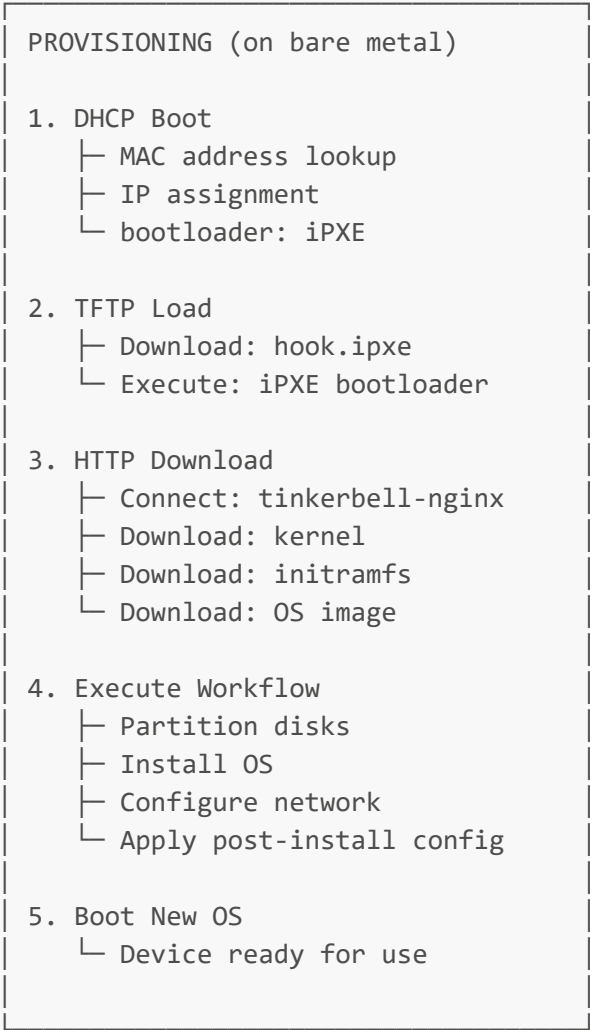 PROVISIONING (on bare metal)
1. DHCP Boot
├─ MAC address lookup
├─ IP assignment
└─ bootloader: iPXE
2. TFTP Load
├─ Download: hook.ipxe
└─ Execute: iPXE bootloader
3. HTTP Download
├─ Connect: tinkerbell-nginx
├─ Download: kernel
├─ Download: initramfs
└─ Download: OS image
4. Execute Workflow
├─ Partition disks
├─ Install OS
├─ Configure network
└─ Apply post-install config
5. Boot New OS
└─ Device ready for use